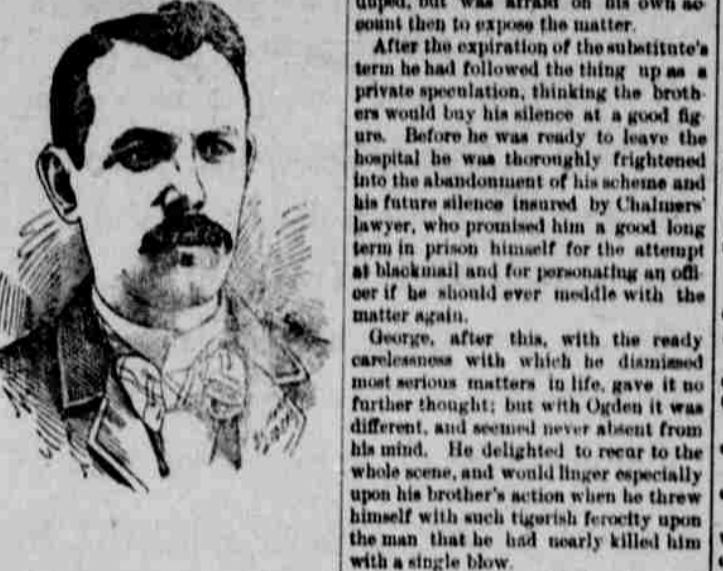 duped, but was afraid on his own ac-
count then to expose the matter.
After the expiration of the substitute's
term he had followed the thing up as a
private speculation, thinking the broth-
ers would buy his silence at a good fig-
ure. Before he was ready to leave the
hospital he was thoroughly frightened
into the abandonment of his scheme and
his future silence insured by Chalmers'
lawyer, who promised him a good long
term in prison himself for the attempt
at blackmail and for personating an offi-
cer if he should ever meddle with the
matter again.
George, after this, with the ready
carelessness with which he dismissed
most serious matters in life, gave it no
further thought; but with Ogden it was
different, and seemed never absent from
his mind. He delighted to recur to the
whole scene, and would linger especially
upon his brother's action when he threw
himself with such tigerish ferocity upon
the man that he had nearly killed him
with a single blow.